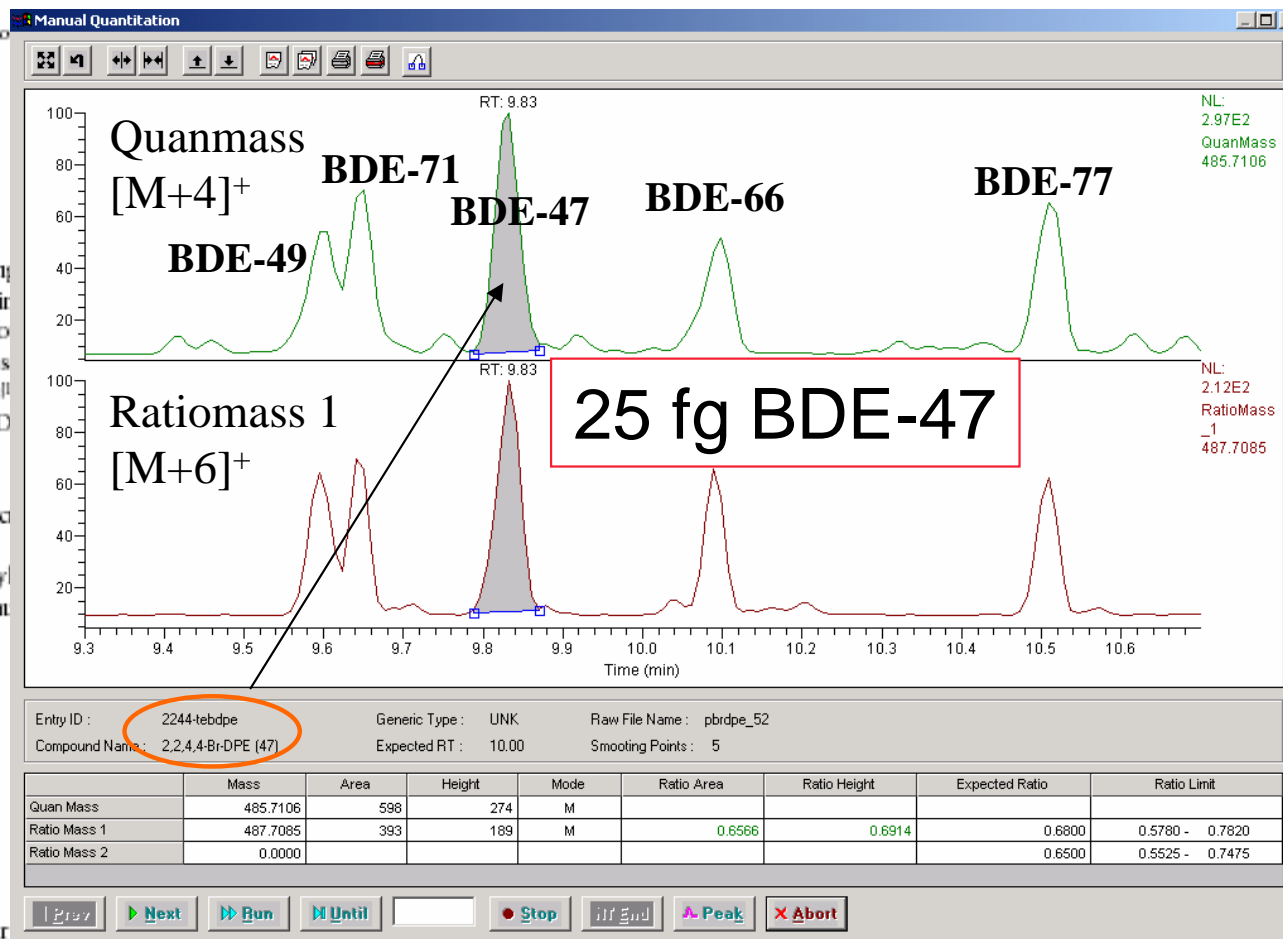 Manual Quantitation
RT: 9.83
NL:
2.97E2
QuanMass
485.7106
Quanmass
[M+4]+
BDE-49
BDE-71
BDE-47
BDE-66
BDE-77
100
80
60
40
20
RT: 9.83
NL:
2.12E2
RatioMass
_1
487.7085
Ratiomass 1
[M+6]+
25 fg BDE-47
100
80
60
40
20
9.3 9.4 9.5 9.6 9.7 9.8 9.9 10.0 10.1 10.2 10.3 10.4 10.5 10.6
Time (min)
Entry ID : 2244-tebdpe Generic Type : UNK Raw File Name : pbrdpe_52
Compound Name : 2,2,4,4-Br-DPE (47) Expected RT : 10.00 Smooting Points : 5
Mass Area Height Mode Ratio Area Ratio Height Expected Ratio Ratio Limit
Quan Mass 485.7106 598 274 M
Ratio Mass 1 487.7085 393 189 M 0.6566 0.6914 0.6800 0.5780 - 0.7820
Ratio Mass 2 0.0000 0.6500 0.5525 - 0.7475
Prev Next Run Until Stop Till End Peak Abort